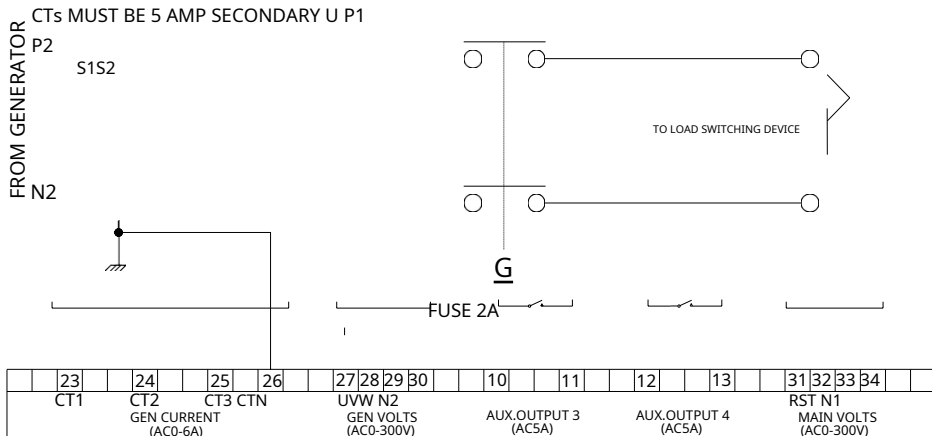 CTs MUST BE 5 AMP SECONDARY U P1
P2
S1S2
FROM GENERATOR
TO LOAD SWITCHING DEVICE
N2
G
FUSE 2A
23 24 25 26 27 28 29 30 10 11 12 13 31 32 33 34
CT1 CT2 CT3 CTN UVW N2 RST N1
GEN CURRENT
(AC0-6A)
GEN VOLTS
(AC0-300V)
AUX.OUTPUT 3
(AC5A)
AUX.OUTPUT 4
(AC5A)
MAIN VOLTS
(AC0-300V)